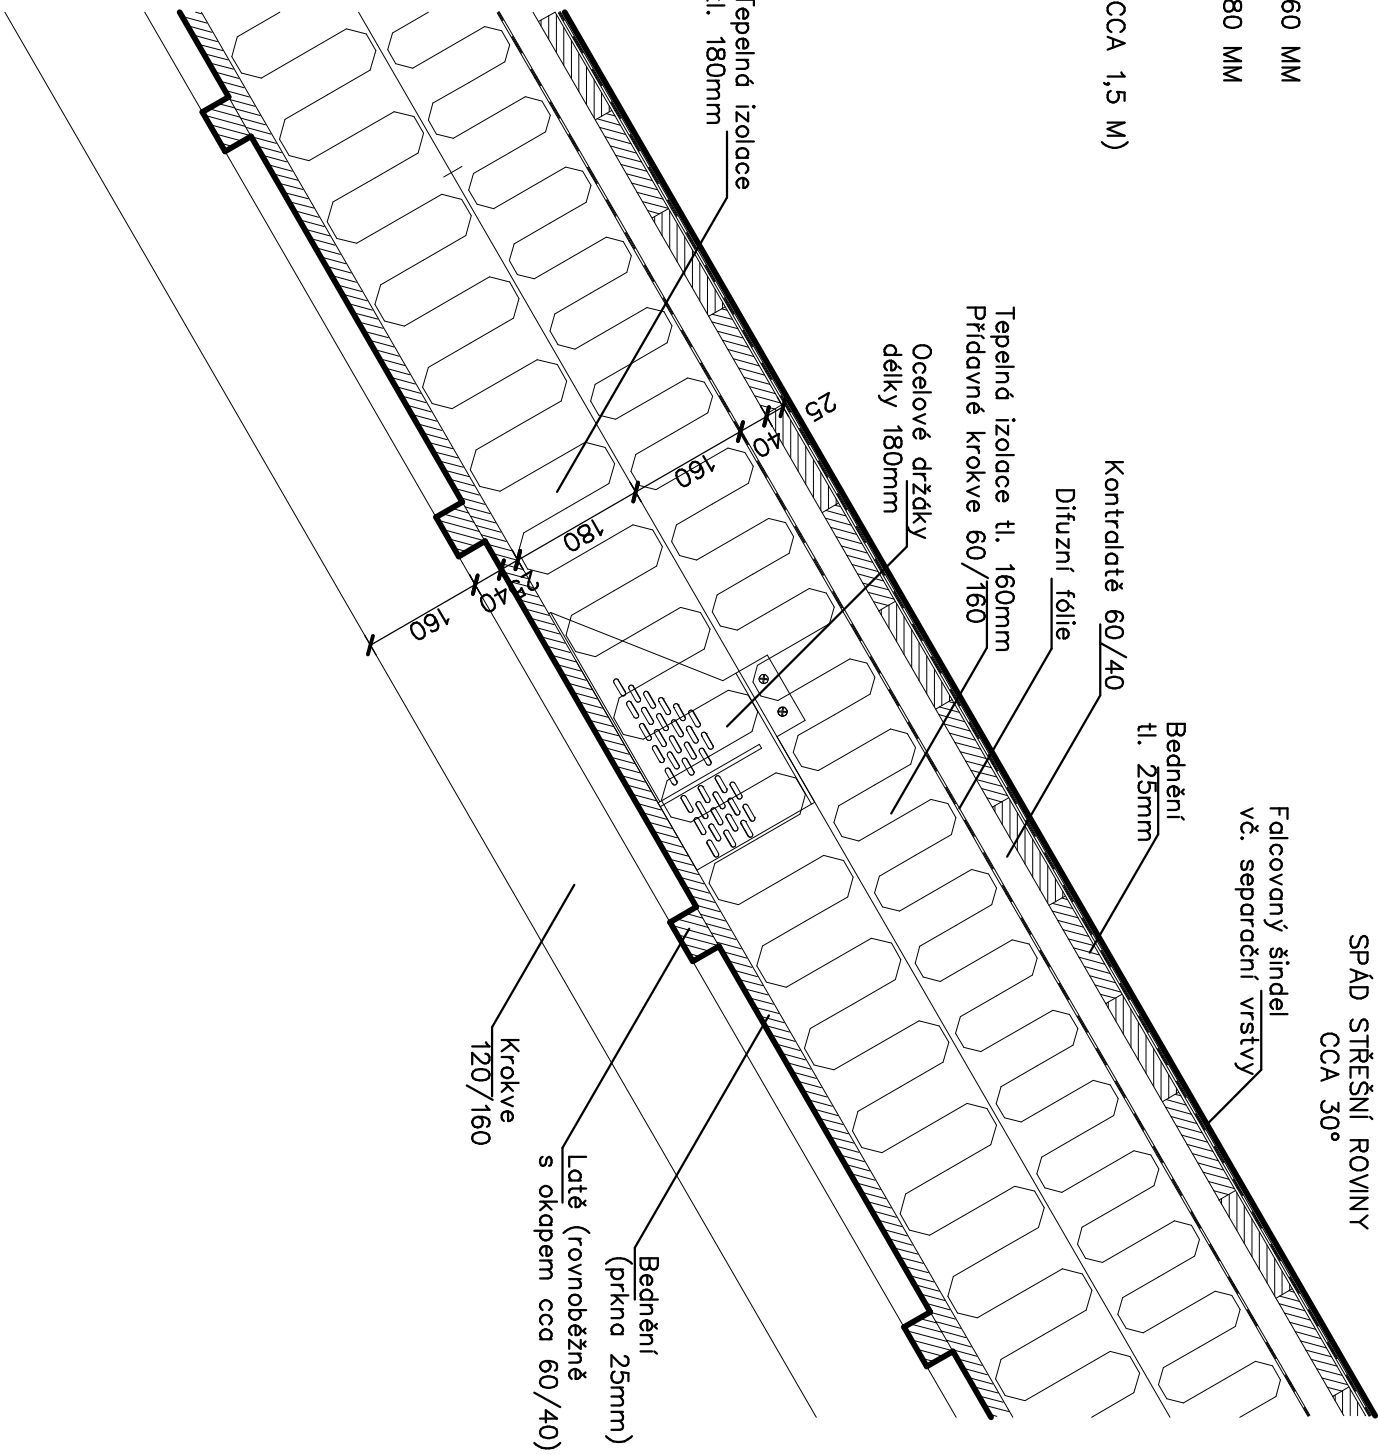 60 MM
80 MM
CCA 1,5 M)
SPÁD STŘEŠNÍ ROVINY
CCA 30°
Falcovaný šindel
vč. separační vrstvy
Bednění
tl. 25mm
Kontralatě 60/40
Difuzní fólie
Tepelná izolace tl. 160mm
Přídavné krokve 60/160
Ocelové držáky
délky 180mm
Tepelná izolace
tl. 180mm
25
40
160
180
25
40
160
Krokve
120/160
Bednění
(prkna 25mm)
Latě (rovnoběžně
s okapem cca 60/40)